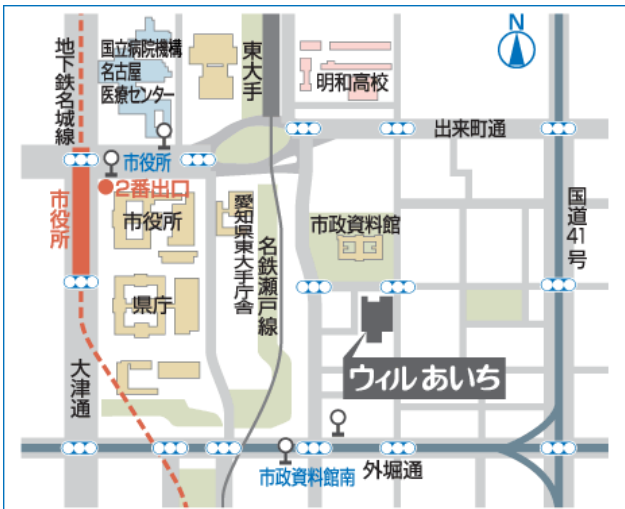 N
地下鉄名城線
国立病院機構
名古屋
医療センター
東大手
明和高校
出来町通
市役所
2番出口
市役所
市役所
愛知県東大手庁舎
名鉄瀬戸線
市政資料館
国道41号
県庁
ウィルあいち
大津通
市政資料館南
外堀通